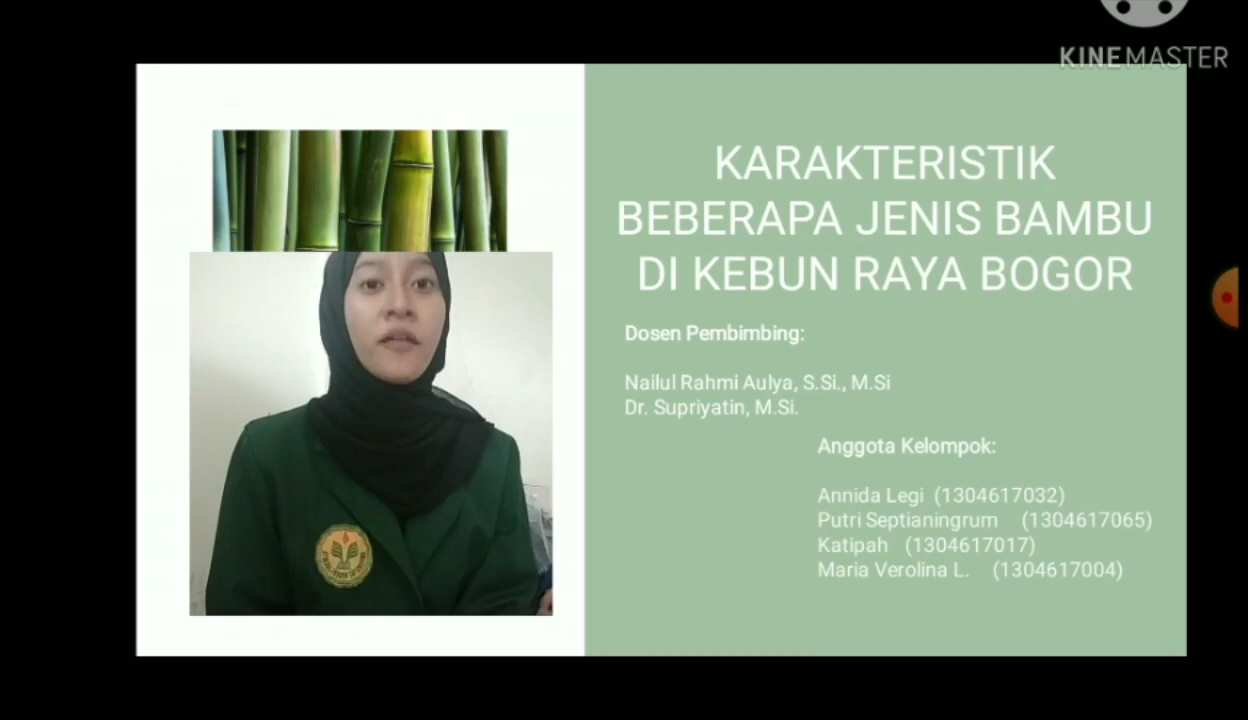 KINEMASTER
KARAKTERISTIK
BEBERAPA JENIS BAMBU
DI KEBUN RAYA BOGOR
Dosen Pembimbing:
Nailul Rahmi Aulya, S.Si., M.Si
Dr. Supriyatin, M.Si.
Anggota Kelompok:
Annida Legi (1304617032)
Putri Septianingrum (1304617065)
Katipah (1304617017)
Maria Verolina L. (1304617004)